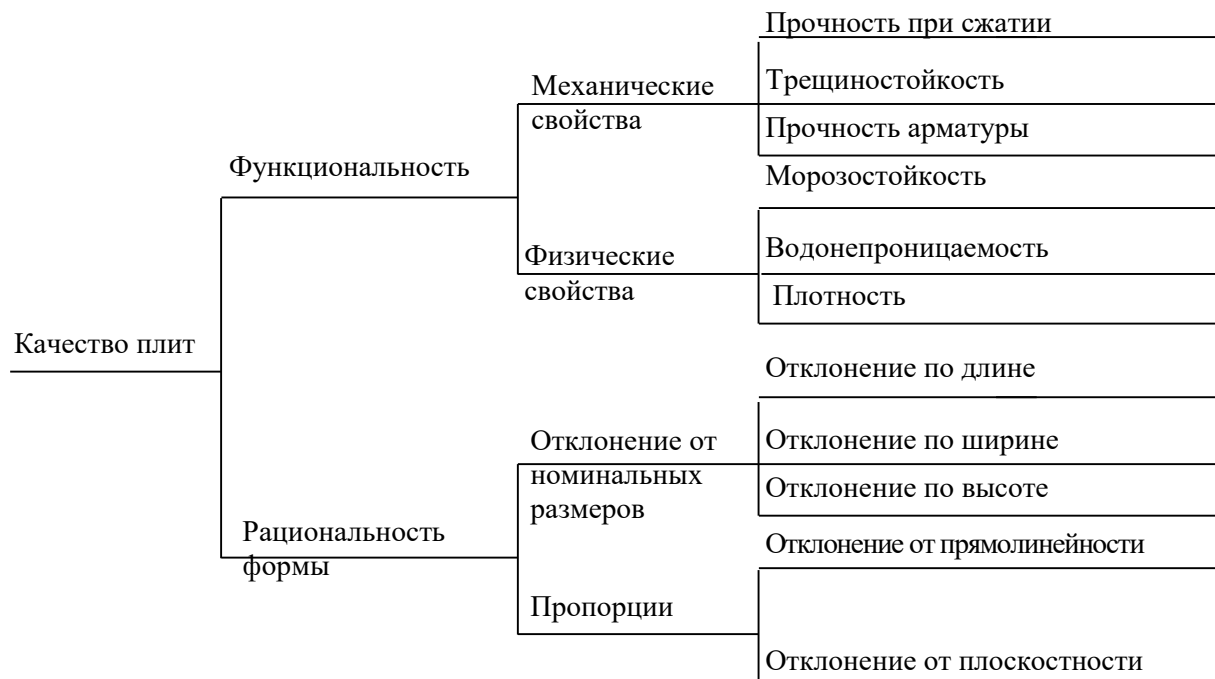 Прочность при сжатии
Механические
свойства
Трещиностойкость
Прочность арматуры
Функциональность
Морозостойкость
Физические
свойства
Водонепроницаемость
Плотность
Качество плит
Отклонение по длине
Отклонение от
номинальных
размеров
Отклонение по ширине
Отклонение по высоте
Рациональность
формы
Отклонение от прямолинейности
Пропорции
Отклонение от плоскостности